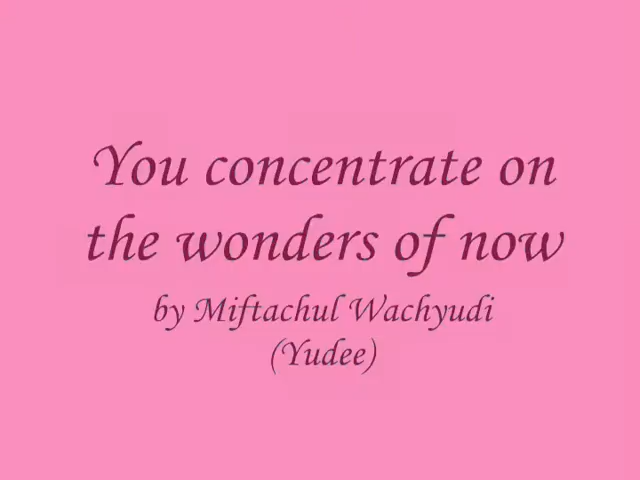 You concentrate on
the wonders of now
by Miftachul Wachyudi
(Yudee)